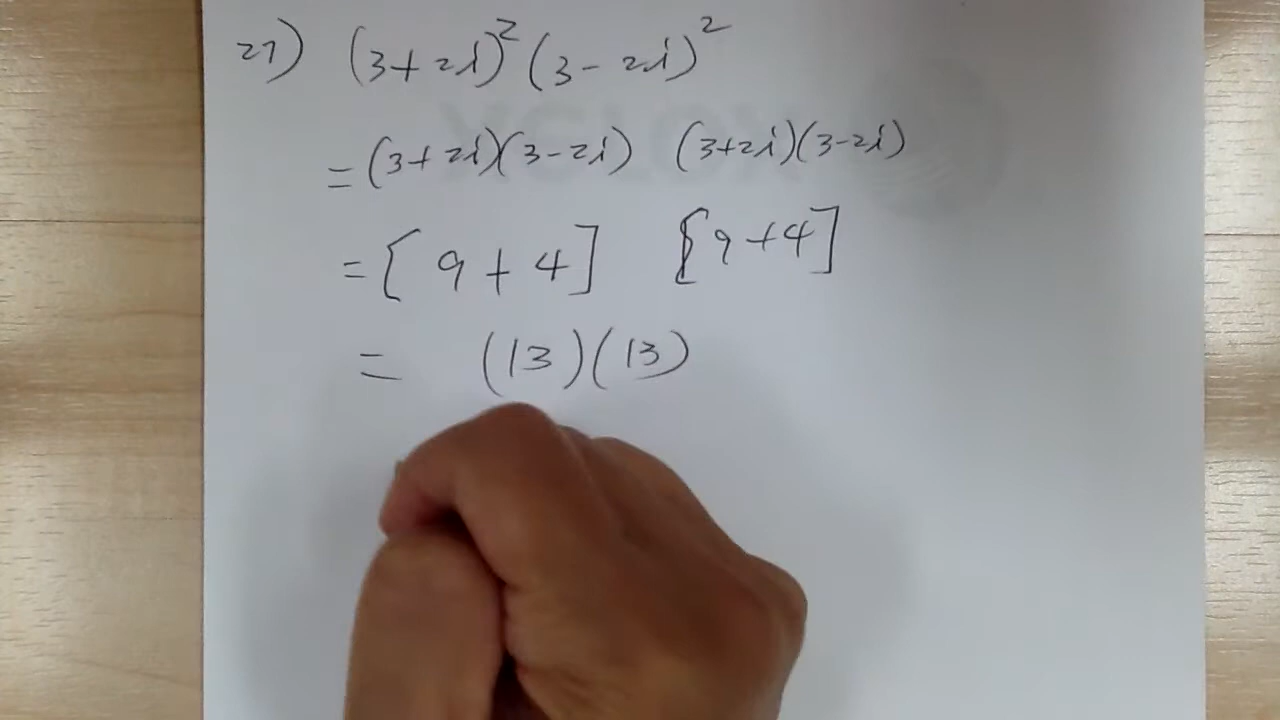 27) (3+2i)² (3-2i)²
= (3+2i)(3-2i) (3+2i)(3-2i)
= [9+4] [9+4]
= (13)(13)